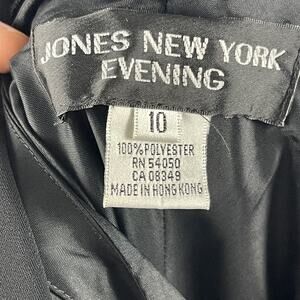 JONES NEW YORK
EVENING
10
100% POLYESTER
RN 54050
CA 08349
MADE IN HONG KONG